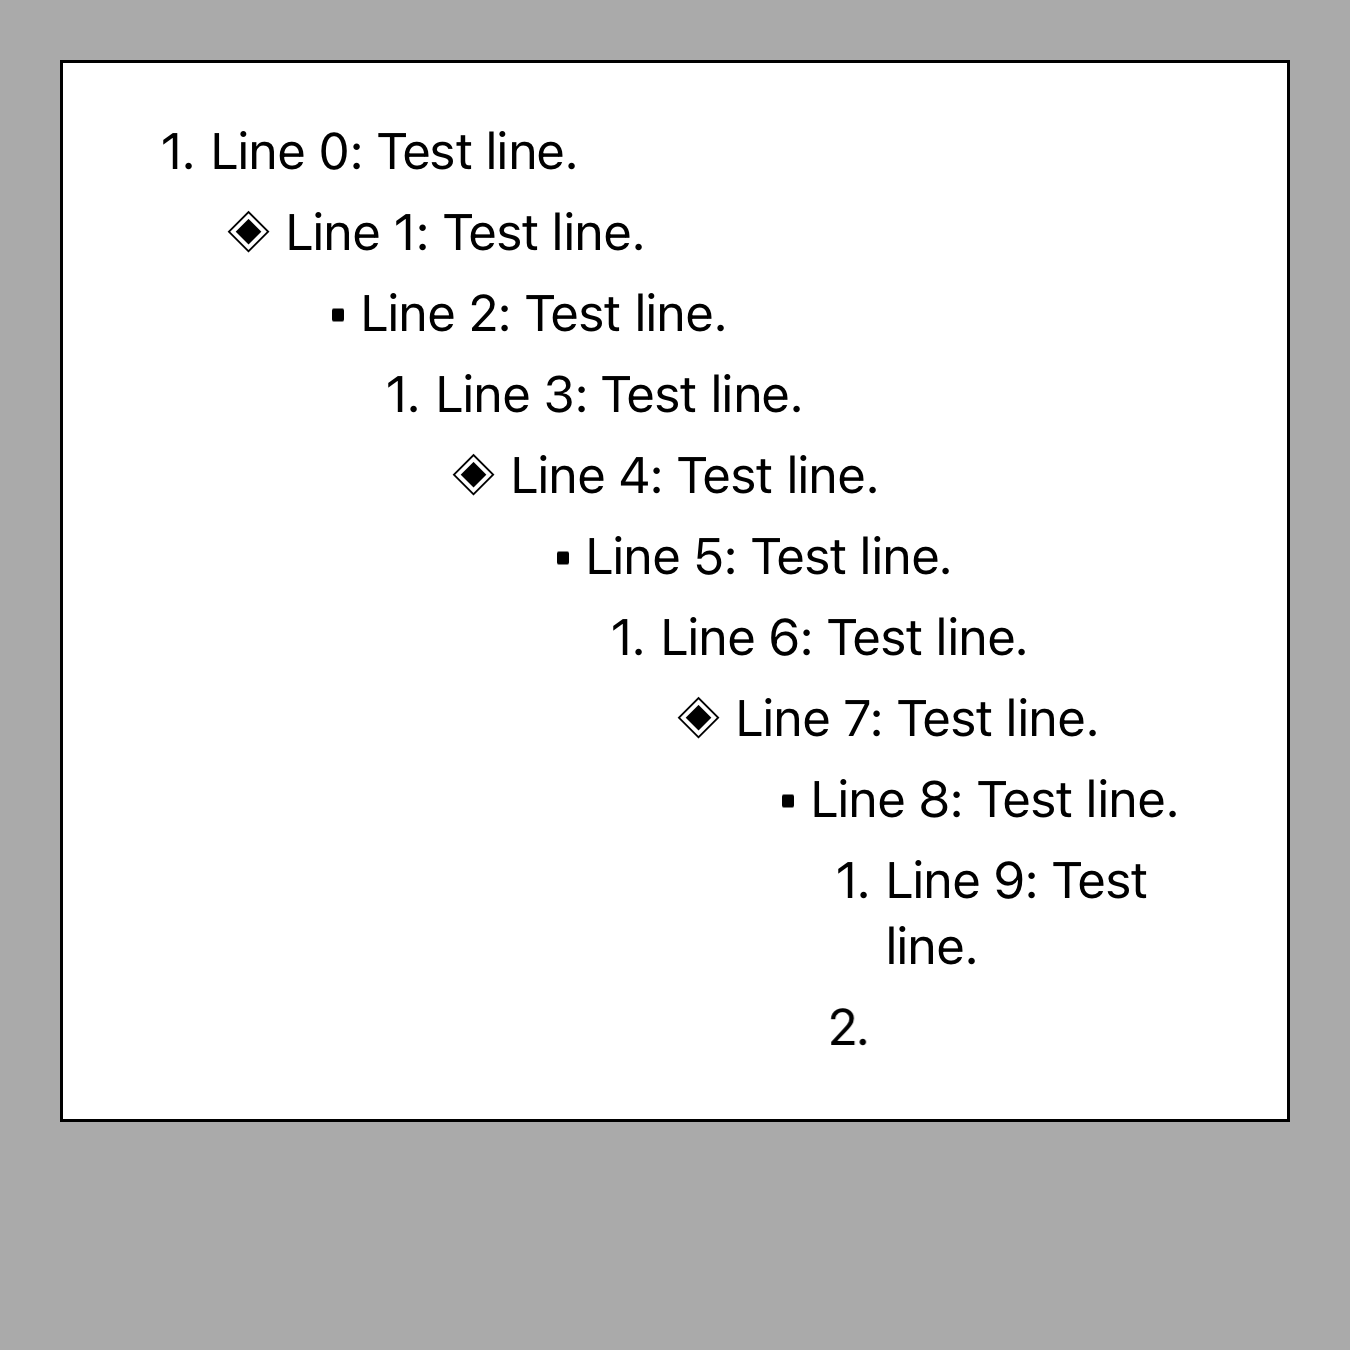 1. Line 0: Test line.
◈ Line 1: Test line.
▪ Line 2: Test line.
1. Line 3: Test line.
◈ Line 4: Test line.
▪ Line 5: Test line.
1. Line 6: Test line.
◈ Line 7: Test line.
▪ Line 8: Test line.
1. Line 9: Test
line.
2.